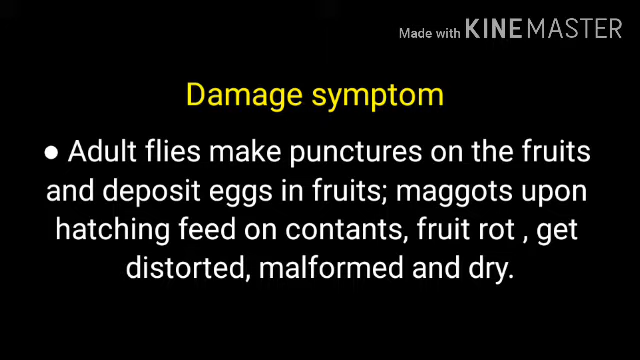 Made with KINEMASTER
Damage symptom
● Adult flies make punctures on the fruits
and deposit eggs in fruits; maggots upon
hatching feed on contants, fruit rot , get
distorted, malformed and dry.